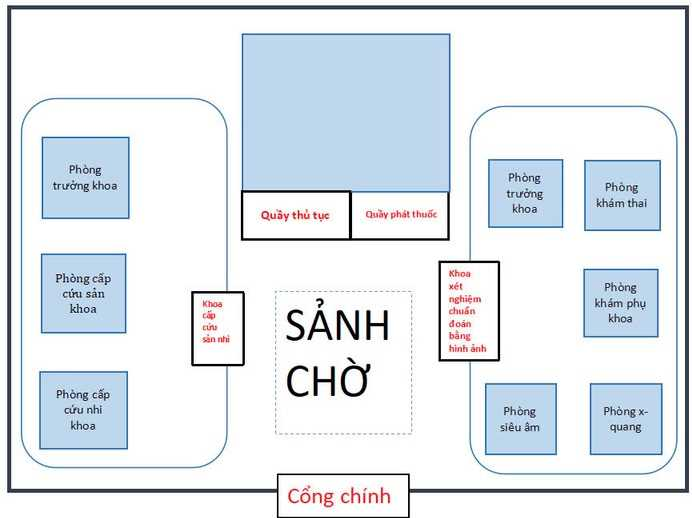 Phòng
trưởng khoa
Phòng cấp
cứu sản
khoa
Phòng cấp
cứu nhi
khoa
Khoa
cấp
cứu
sản nhi
Quầy thủ tục
Quầy phát thuốc
SẢNH
CHỜ
Khoa
xét
nghiệm
chuẩn
đoán
bằng
hình ảnh
Phòng
trưởng
khoa
Phòng
khám thai
Phòng
khám phụ
khoa
Phòng
siêu âm
Phòng x-
quang
Cổng chính